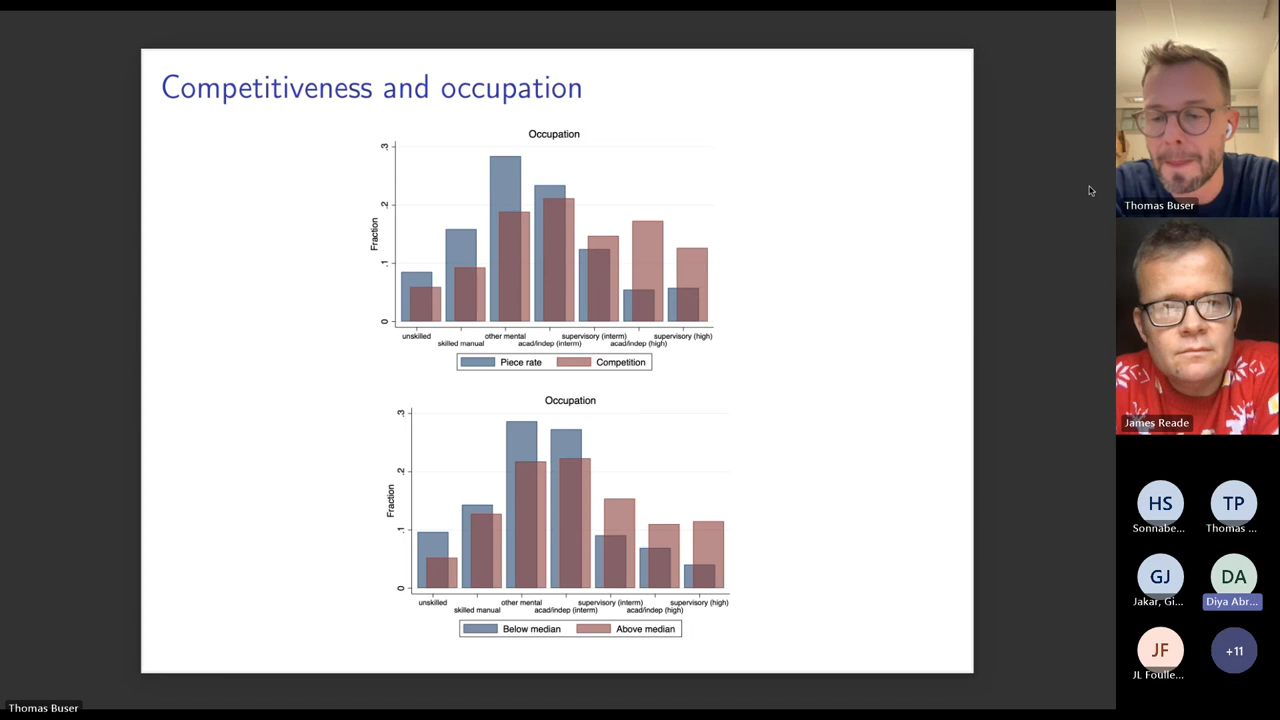 Competitiveness and occupation
Occupation
Fraction
.3
.2
.1
0
unskilled
skilled manual
other mental
acad/indep (interm)
supervisory (interm)
acad/indep (high)
supervisory (high)
Piece rate
Competition
Occupation
Fraction
.3
.2
.1
0
unskilled
skilled manual
other mental
acad/indep (interm)
supervisory (interm)
acad/indep (high)
supervisory (high)
Below median
Above median
Thomas Buser
Thomas Buser
James Reade
HS
Sonnabe...
TP
Thomas ...
GJ
Jakar, Gi...
DA
Diya Abr...
JF
JL Foulle...
+11